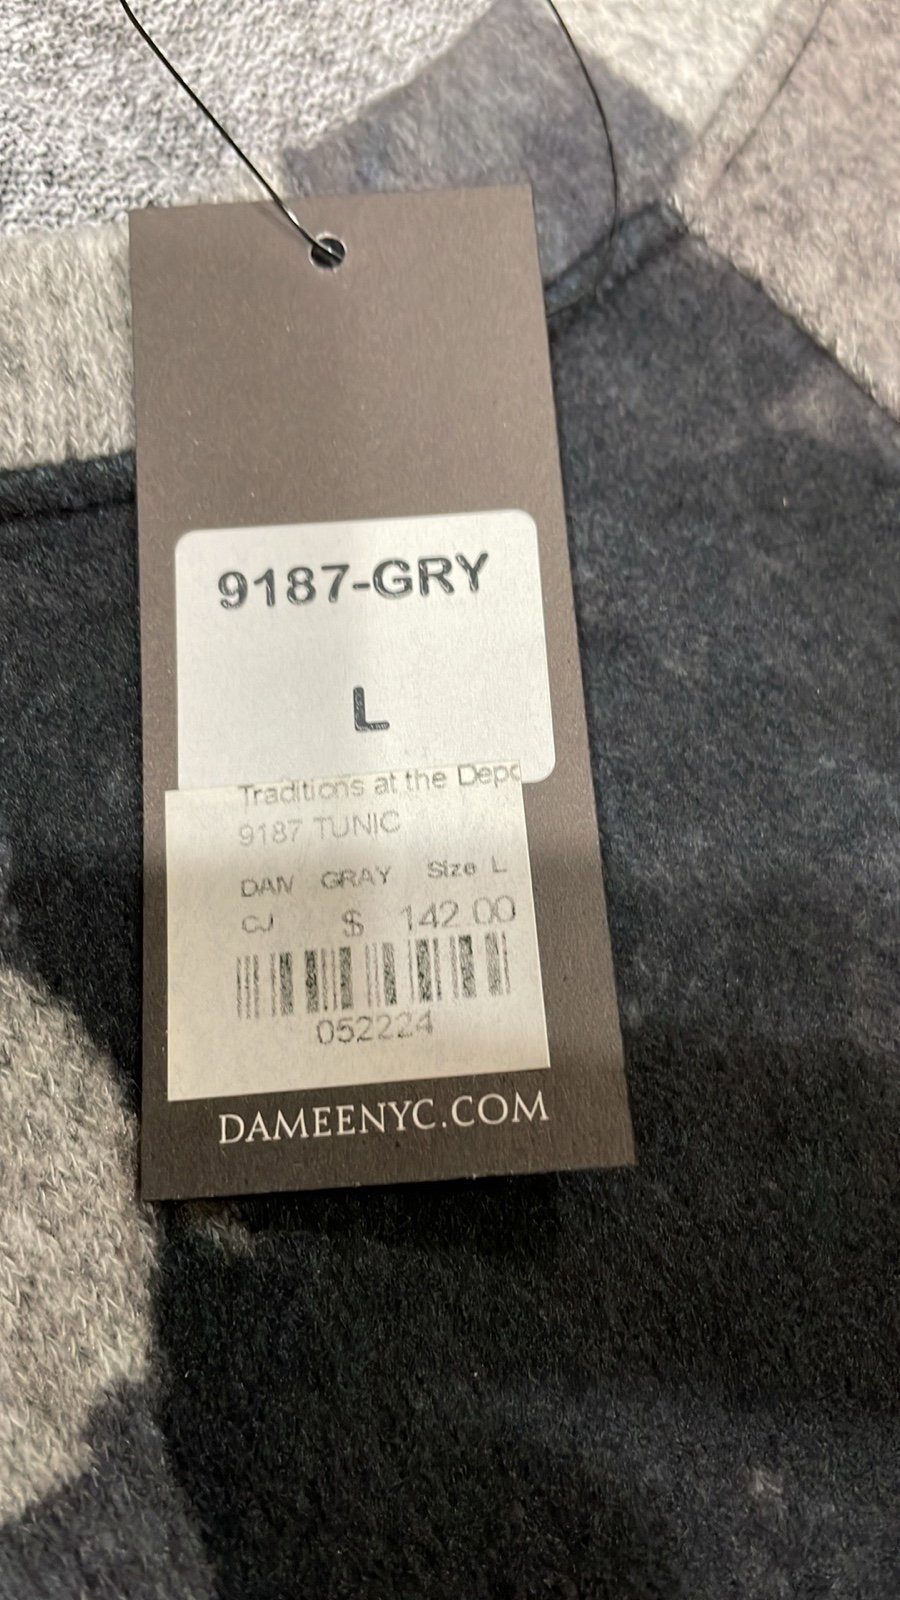 9187-GRY
L
Traditions at the Depo
9187 TUNIC
DAN GRAY Size L
CJ $ 142.00
052224
DAMEENYC.COM